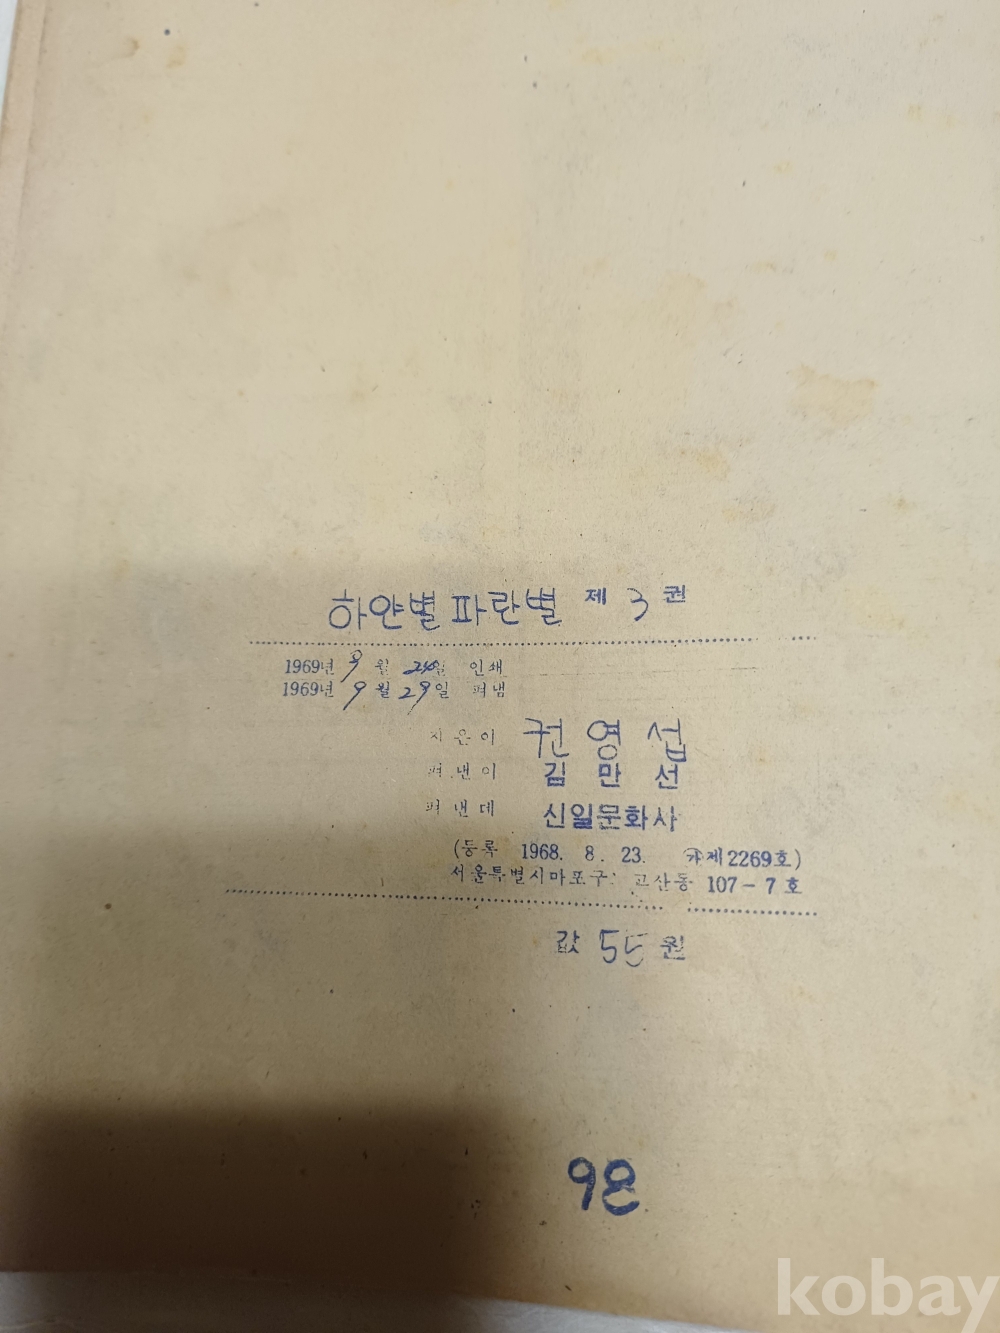 하얀별 파란별 제 3 권
1969년 9월 20일 인쇄
1969년 9월 29일 펴냄
지은이 권영섭
펴낸이 김만선
펴낸데 신일문화사
(등록 1968. 8. 23. ㉮제2269호)
서울특별시마포구 고산동 107-7호
값 55원
98
kobay